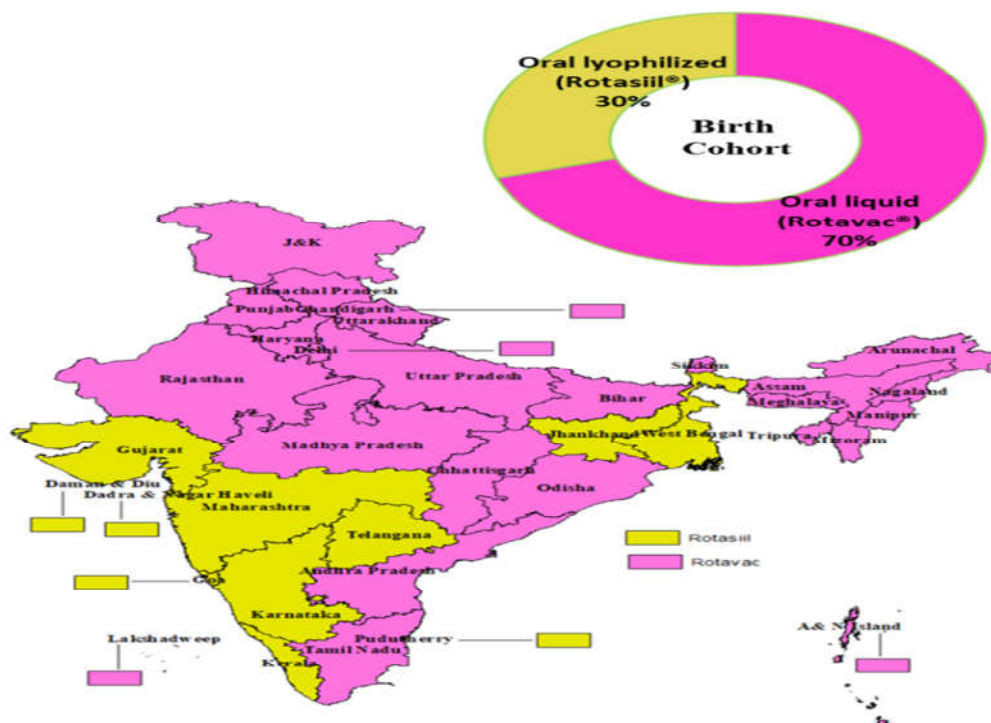 Oral lyophilized
(Rotasiil®)
30%
Birth
Cohort
Oral liquid
(Rotavac®)
70%
J&K
Himachal Pradesh
Punjab
Chandigarh
Uttarakhand
Haryana
Delhi
Rajasthan
Uttar Pradesh
Bihar
Sikkim
Arunachal
Assam
Nagaland
Meghalaya
Manipur
Tripura
Mizoram
Gujarat
Madhya Pradesh
Jhankhand
West Bengal
Chhattisgarh
Odisha
Daman & Diu
Dadra & Nagar Haveli
Maharashtra
Telangana
Rotasiil
Rotavac
Goa
Andhra Pradesh
Karnataka
Lakshadweep
Puducherry
A& N Island
Tamil Nadu
Kerala